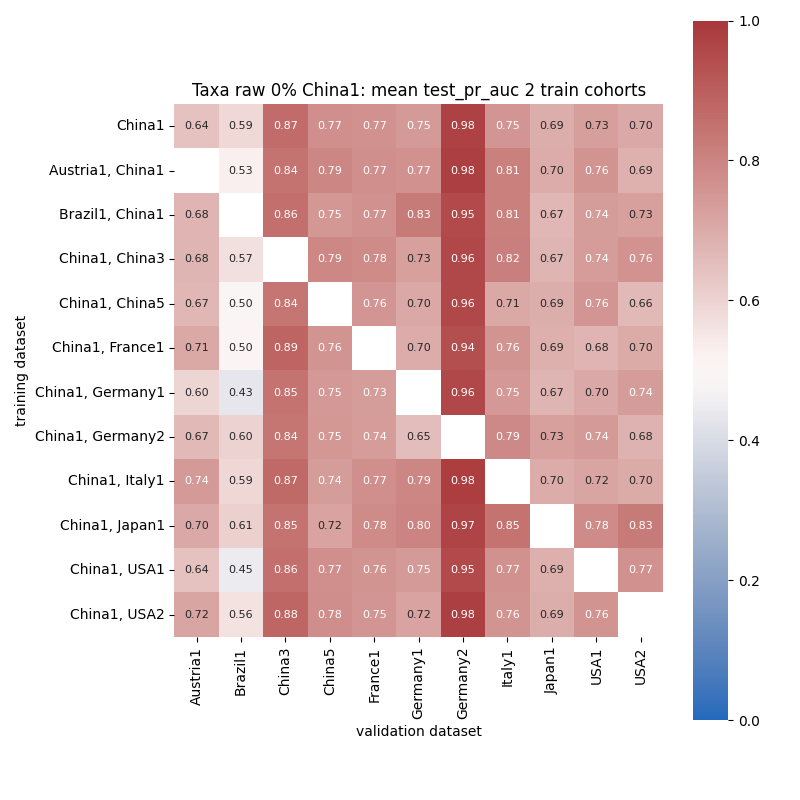 Taxa raw 0% China1: mean test_pr_auc 2 train cohorts
training dataset
China1 0.64 0.59 0.87 0.77 0.77 0.75 0.98 0.75 0.69 0.73 0.70
Austria1, China1 0.53 0.84 0.79 0.77 0.77 0.98 0.81 0.70 0.76 0.69
Brazil1, China1 0.68 0.86 0.75 0.77 0.83 0.95 0.81 0.67 0.74 0.73
China1, China3 0.68 0.57 0.79 0.78 0.73 0.96 0.82 0.67 0.74 0.76
China1, China5 0.67 0.50 0.84 0.76 0.70 0.96 0.71 0.69 0.76 0.66
China1, France1 0.71 0.50 0.89 0.76 0.70 0.94 0.76 0.69 0.68 0.70
China1, Germany1 0.60 0.43 0.85 0.75 0.73 0.96 0.75 0.67 0.70 0.74
China1, Germany2 0.67 0.60 0.84 0.75 0.74 0.65 0.79 0.73 0.74 0.68
China1, Italy1 0.74 0.59 0.87 0.74 0.77 0.79 0.98 0.70 0.72 0.70
China1, Japan1 0.70 0.61 0.85 0.72 0.78 0.80 0.97 0.85 0.78 0.83
China1, USA1 0.64 0.45 0.86 0.77 0.76 0.75 0.95 0.77 0.69 0.77
China1, USA2 0.72 0.56 0.88 0.78 0.75 0.72 0.98 0.76 0.69 0.76
Austria1 Brazil1 China3 China5 France1 Germany1 Germany2 Italy1 Japan1 USA1 USA2
validation dataset
1.0
0.8
0.6
0.4
0.2
0.0